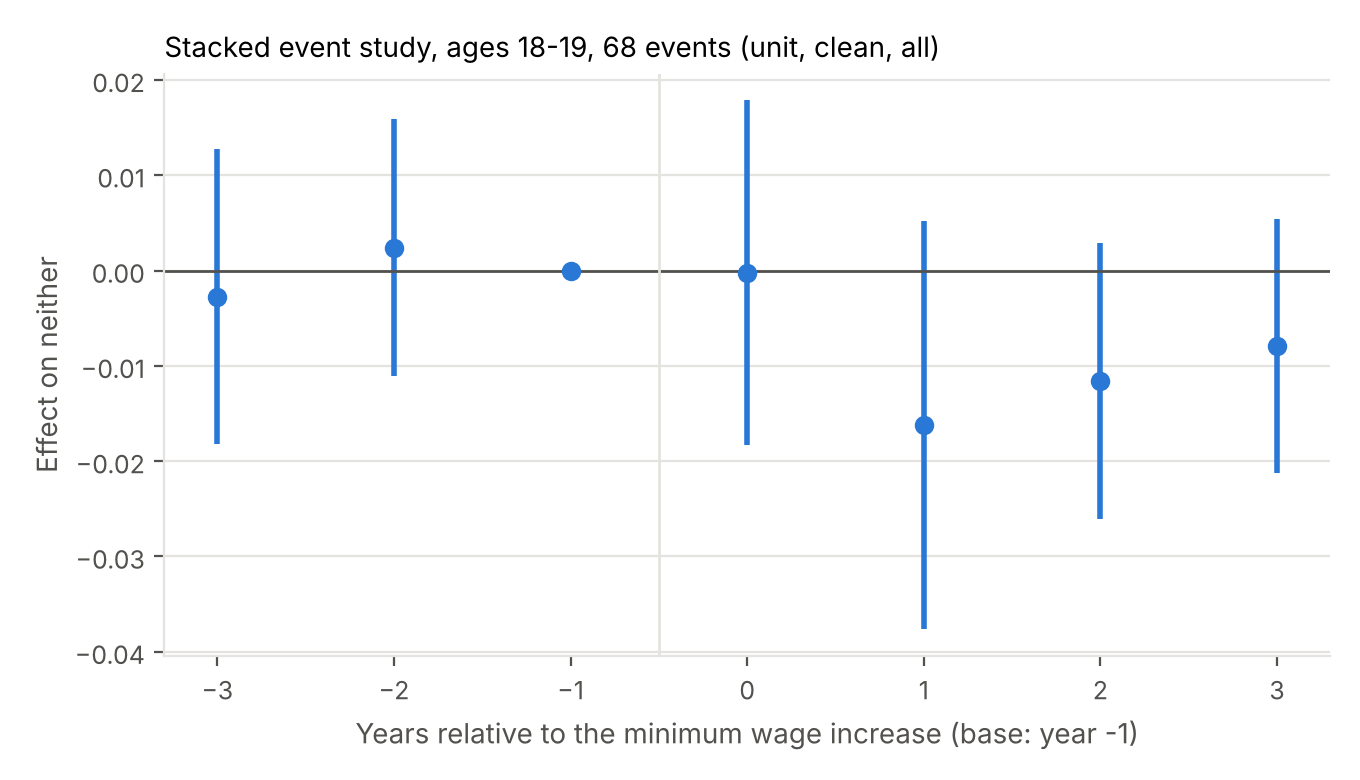 Stacked event study, ages 18-19, 68 events (unit, clean, all)
0.02
0.01
0.00
−0.01
−0.02
−0.03
−0.04
Effect on neither
−3 −2 −1 0 1 2 3
Years relative to the minimum wage increase (base: year -1)